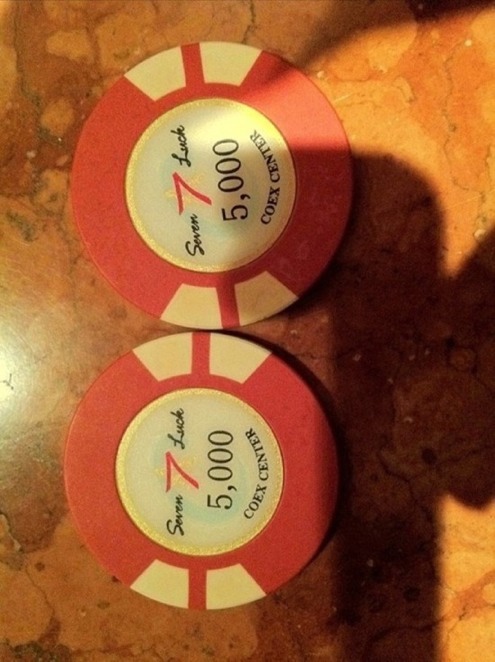 Seven 7 Luck
5,000
COEX CENTER
Seven 7 Luck
5,000
COEX CENTER